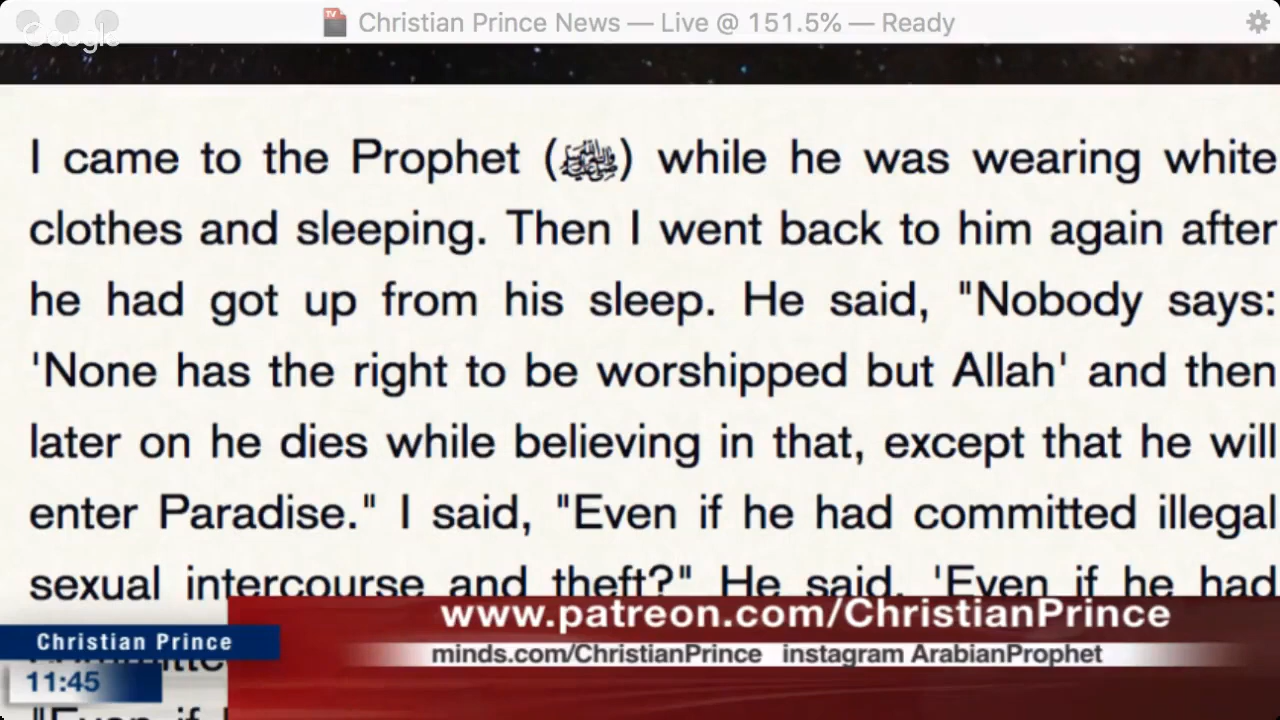 Christian Prince News — Live @ 151.5% — Ready
Google
I came to the Prophet (ﷺ) while he was wearing white
clothes and sleeping. Then I went back to him again after
he had got up from his sleep. He said, "Nobody says:
'None has the right to be worshipped but Allah' and then
later on he dies while believing in that, except that he will
enter Paradise." I said, "Even if he had committed illegal
sexual intercourse and theft?" He said, 'Even if he had
www.patreon.com/ChristianPrince
Christian Prince
minds.com/ChristianPrince instagram ArabianProphet
11:45
"Even if